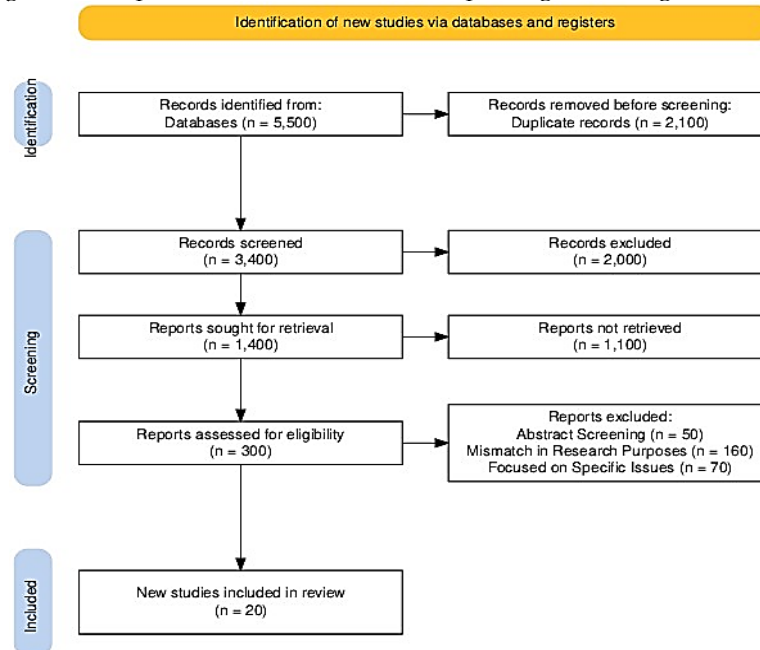 Identification of new studies via databases and registers
Identification
Records identified from:
Databases (n = 5,500)
Records removed before screening:
Duplicate records (n = 2,100)
Screening
Records screened
(n = 3,400)
Records excluded
(n = 2,000)
Reports sought for retrieval
(n = 1,400)
Reports not retrieved
(n = 1,100)
Reports assessed for eligibility
(n = 300)
Reports excluded:
Abstract Screening (n = 50)
Mismatch in Research Purposes (n = 160)
Focused on Specific Issues (n = 70)
Included
New studies included in review
(n = 20)